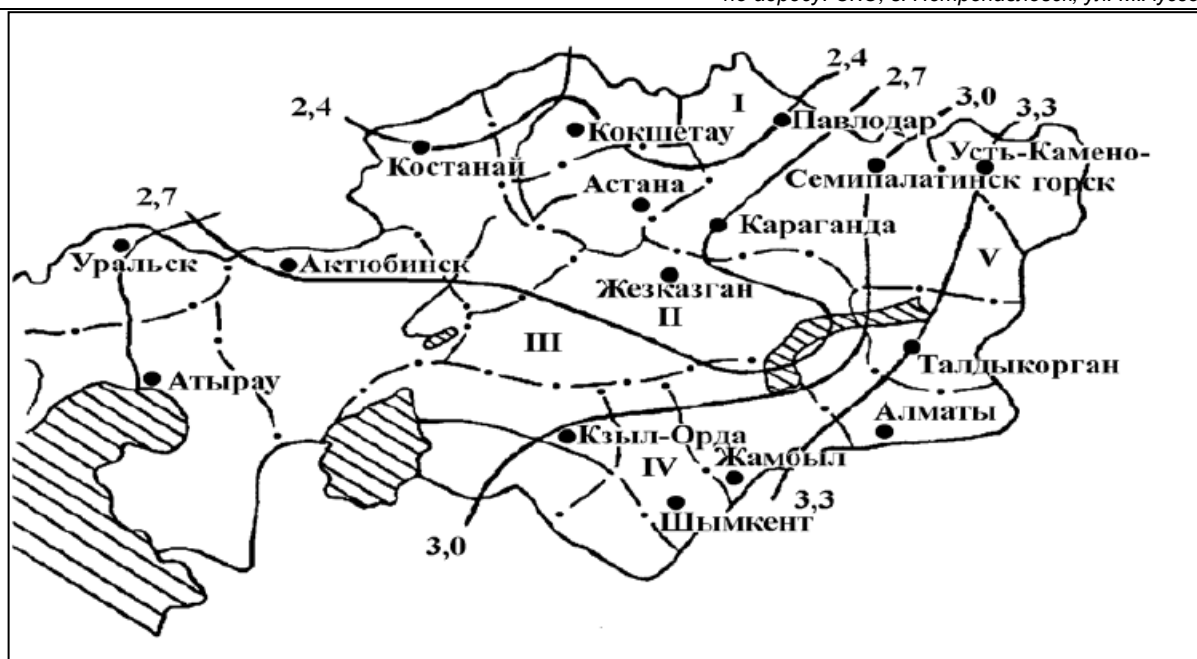 2,4
2,7
3,0
3,3
I
2,4
Кокшетау
Павлодар
Костанай
Астана
Семипалатинск
Усть-Камено-
горск
2,7
Караганда
Уральск
Актюбинск
V
Жезказган
II
III
Атырау
Талдыкорган
Алматы
Кзыл-Орда
IV
Жамбыл
3,3
Шымкент
3,0